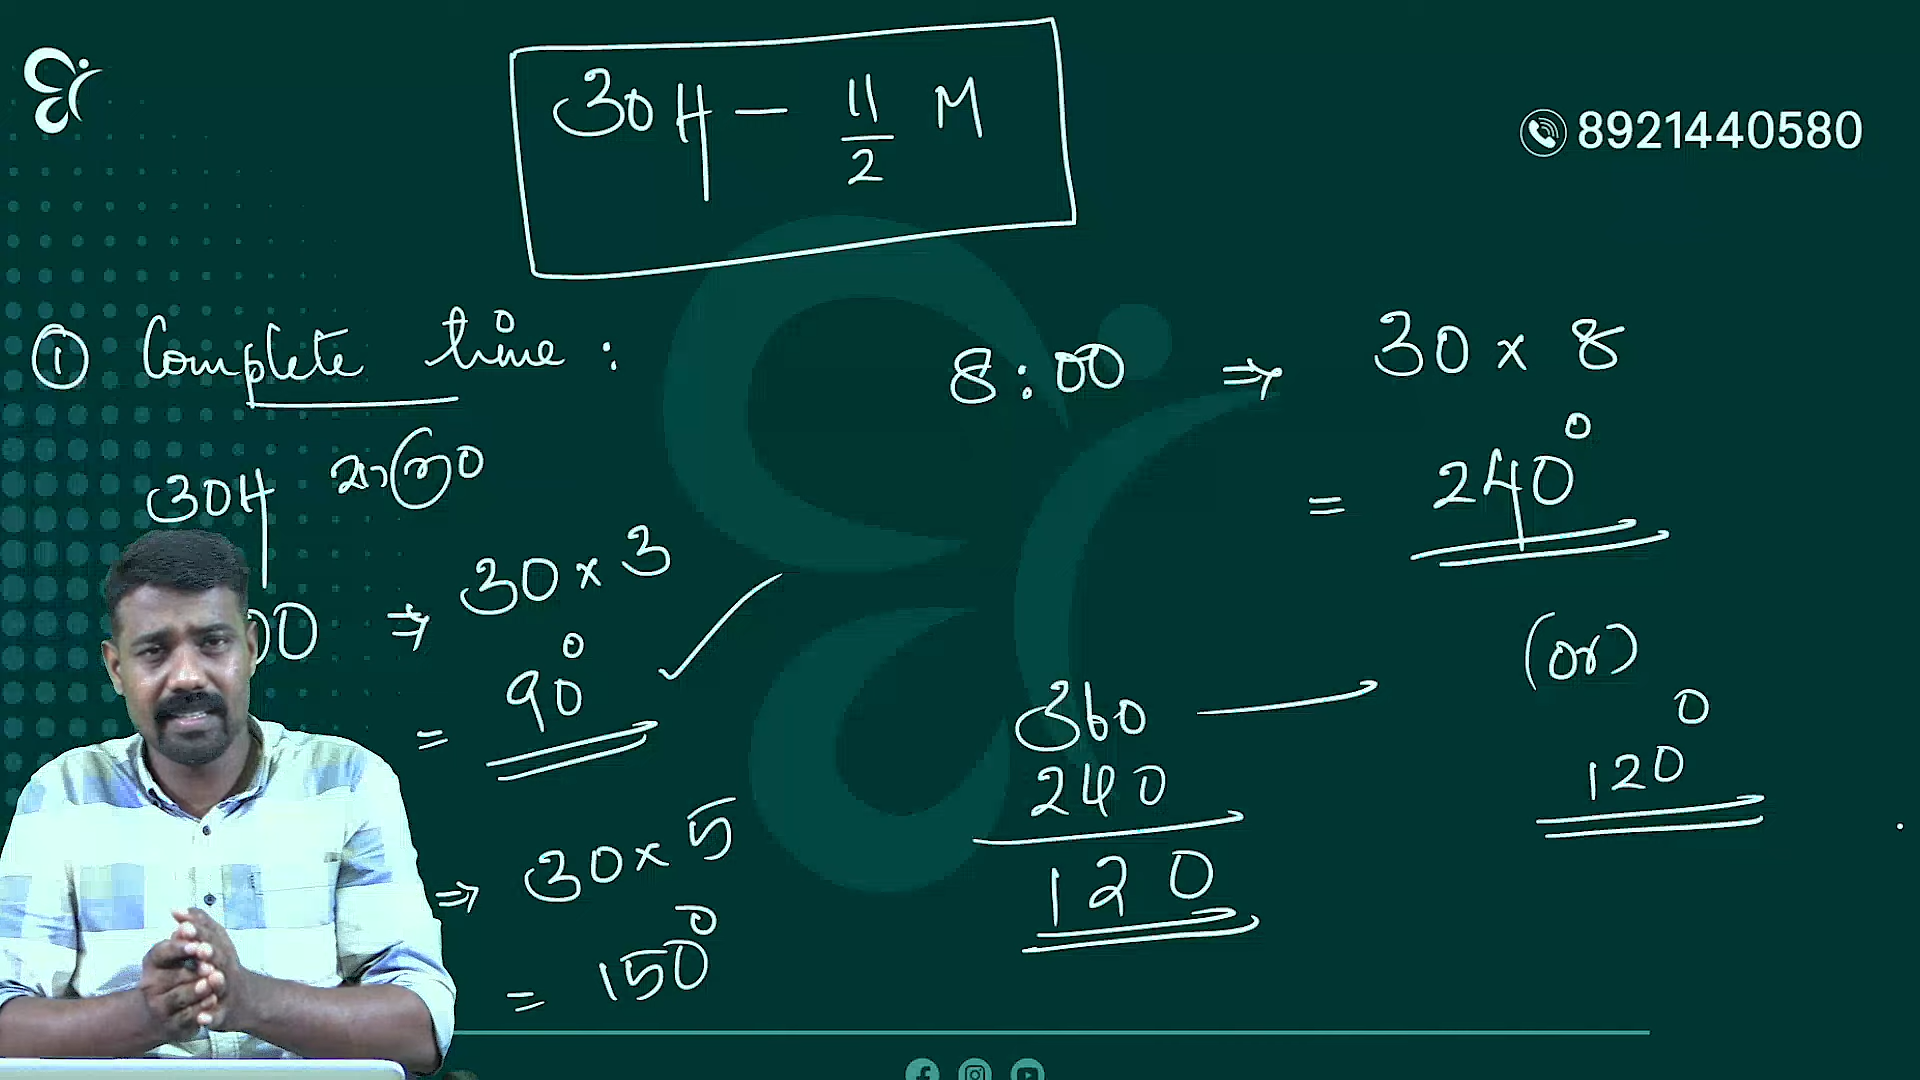 30H - 11/2 M
8921440580
① Complete time :
30H മാത്രം
00 ⇒ 30 x 3
= 90°
⇒ 30 x 5
= 150°
8:00 ⇒ 30 x 8
= 240°
(or)
120°
360
240
120